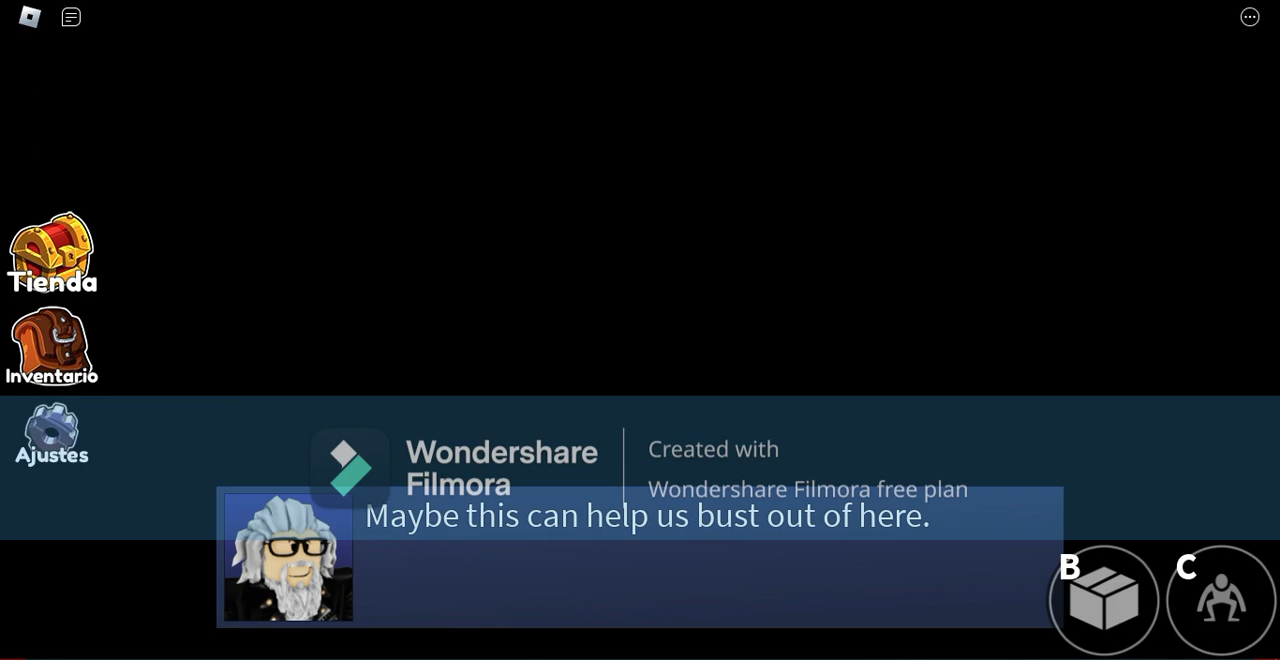 Tienda
Inventario
Ajustes
Wondershare
Filmora
Created with
Wondershare Filmora free plan
Maybe this can help us bust out of here.
B
C